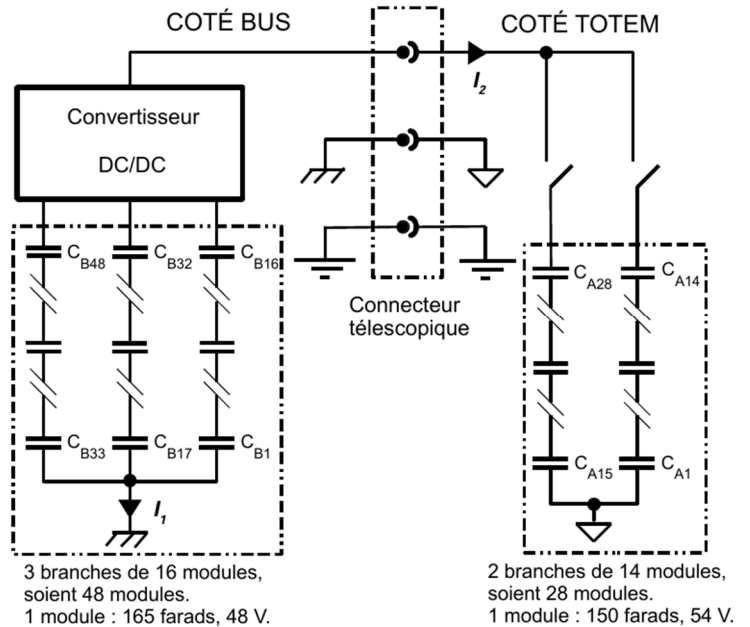 COTÉ BUS
COTÉ TOTEM
I2
Convertisseur
DC/DC
CB48
CB32
CB16
CA28
CA14
Connecteur
télescopique
CB33
CB17
CB1
CA15
CA1
I1
3 branches de 16 modules,
soient 48 modules.
1 module : 165 farads, 48 V.
2 branches de 14 modules,
soient 28 modules.
1 module : 150 farads, 54 V.